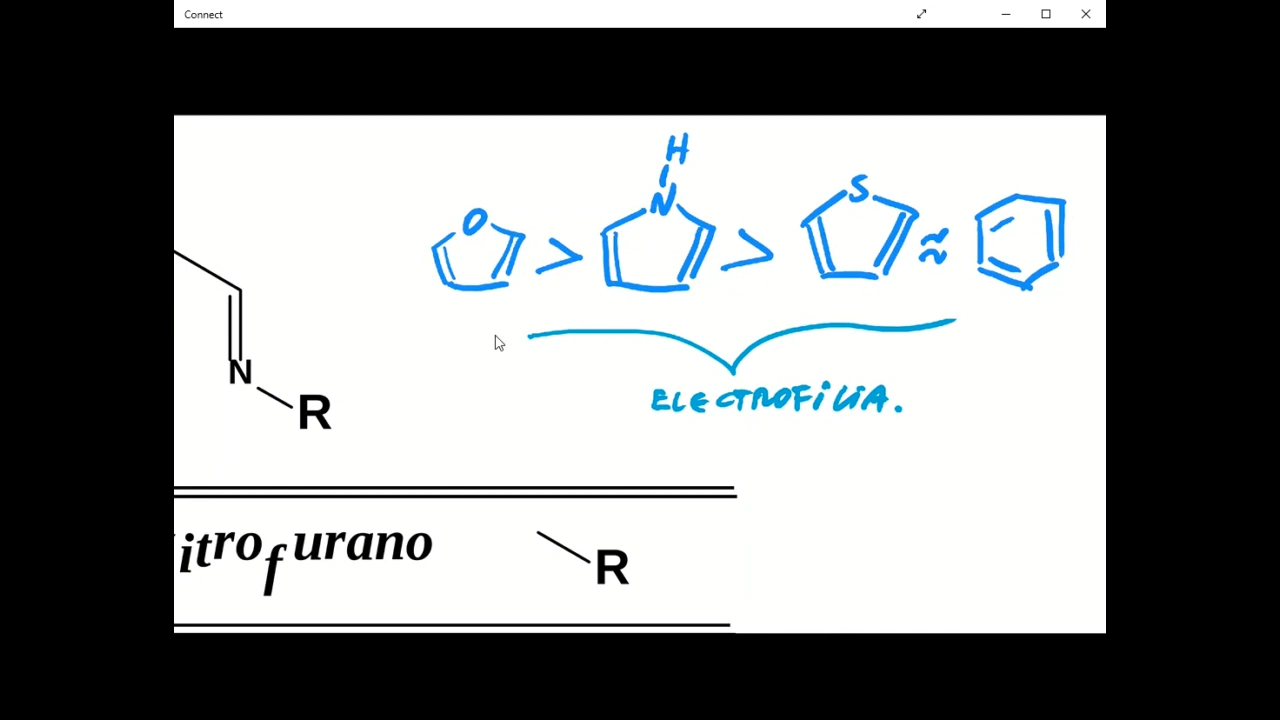 Connect
H
O
N
S
> > ≈
N
R
ELECTROFILIA.
itrofurano
R